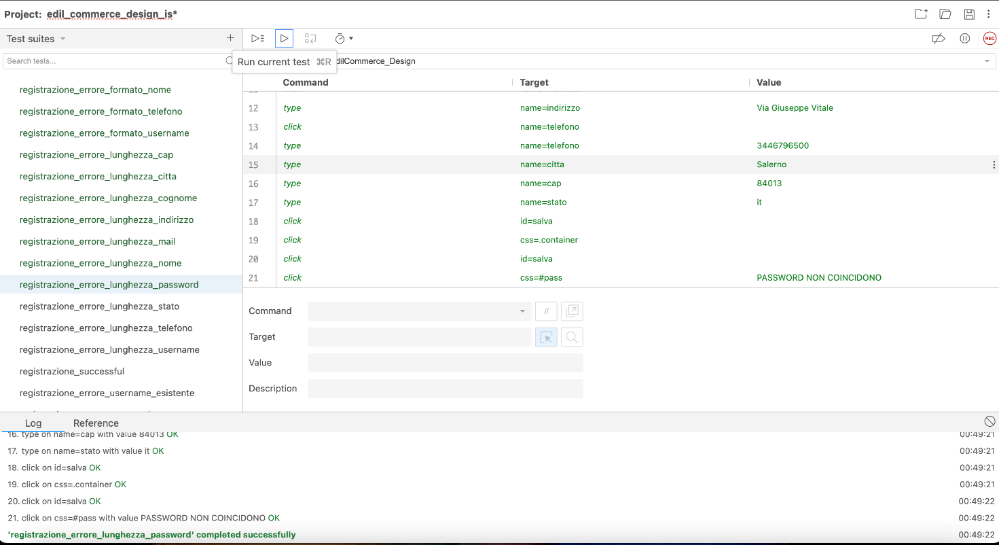 Project: edil_commerce_design_is*
Test suites
Run current test ⌘R
dilCommerce_Design
Search tests...
REC
Command Target Value
registrazione_errore_formato_nome
registrazione_errore_formato_telefono
registrazione_errore_formato_username
registrazione_errore_lunghezza_cap
registrazione_errore_lunghezza_citta
registrazione_errore_lunghezza_cognome
registrazione_errore_lunghezza_indirizzo
registrazione_errore_lunghezza_mail
registrazione_errore_lunghezza_nome
registrazione_errore_lunghezza_password
registrazione_errore_lunghezza_stato
registrazione_errore_lunghezza_telefono
registrazione_errore_lunghezza_username
registrazione_successful
registrazione_errore_username_esistente
12 type name=indirizzo Via Giuseppe Vitale
13 click name=telefono
14 type name=telefono 3446796500
15 type name=citta Salerno
16 type name=cap 84013
17 type name=stato it
18 click id=salva
19 click css=.container
20 click id=salva
21 click css=#pass PASSWORD NON COINCIDONO
Command //
Target
Value
Description
Log Reference
16. type on name=cap with value 84013 OK 00:49:21
17. type on name=stato with value it OK 00:49:21
18. click on id=salva OK 00:49:21
19. click on css=.container OK 00:49:21
20. click on id=salva OK 00:49:22
21. click on css=#pass with value PASSWORD NON COINCIDONO OK 00:49:22
'registrazione_errore_lunghezza_password' completed successfully 00:49:22